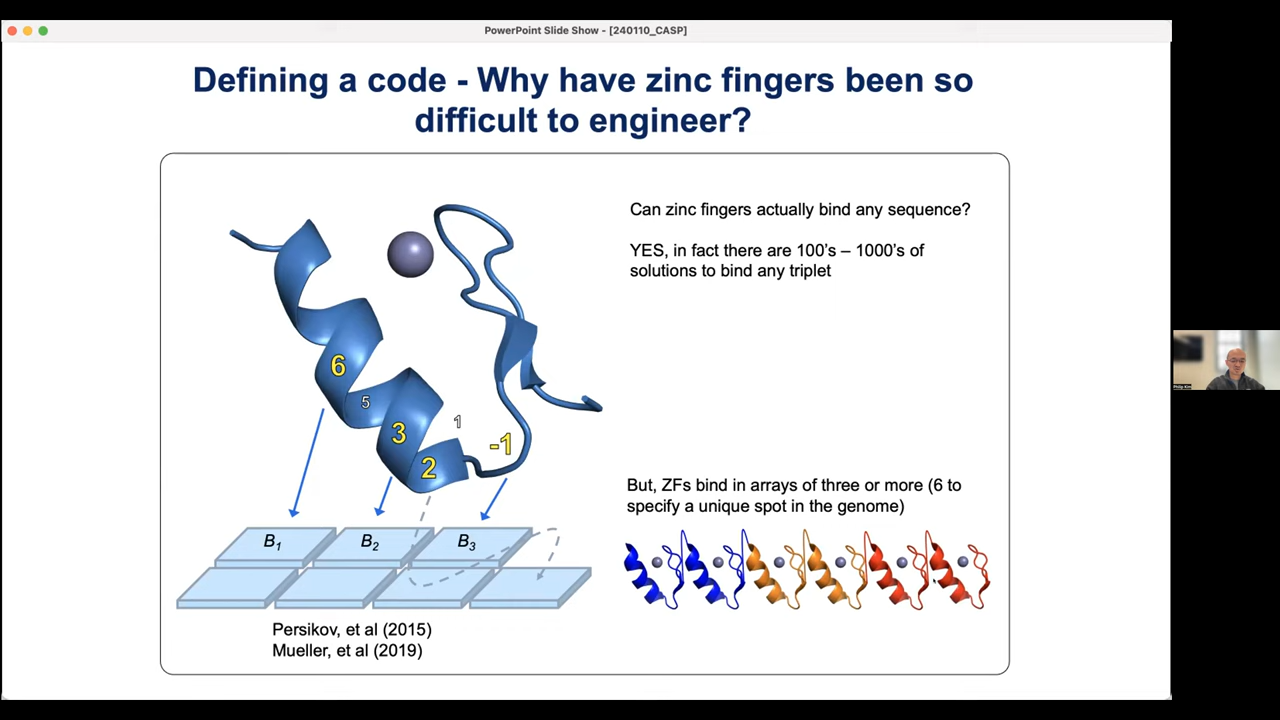 PowerPoint Slide Show - [240110_CASP]
Defining a code - Why have zinc fingers been so
difficult to engineer?
Can zinc fingers actually bind any sequence?
YES, in fact there are 100's – 1000's of
solutions to bind any triplet
6
5
3
1
-1
2
B1
B2
B3
But, ZFs bind in arrays of three or more (6 to
specify a unique spot in the genome)
Persikov, et al (2015)
Mueller, et al (2019)
Philip Kim